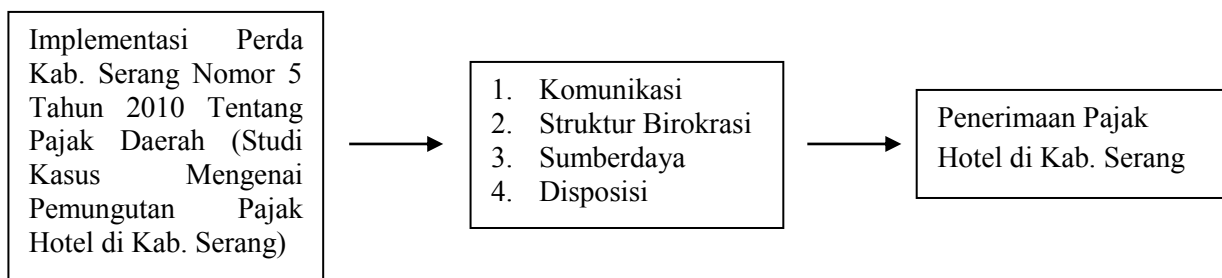 Implementasi Perda
Kab. Serang Nomor 5
Tahun 2010 Tentang
Pajak Daerah (Studi
Kasus Mengenai
Pemungutan Pajak
Hotel di Kab. Serang)
1. Komunikasi
2. Struktur Birokrasi
3. Sumberdaya
4. Disposisi
Penerimaan Pajak
Hotel di Kab. Serang